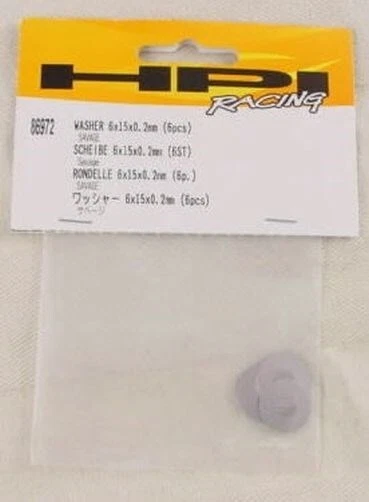 HPI
RACING
86972 WASHER 6x15x0.2mm (6pcs)
SAVAGE
SCHEIBE 6x15x0.2mm (6ST)
Savage
RONDELLE 6x15x0.2mm (6p.)
SAVAGE
ワッシャー 6x15x0.2mm (6pcs)
サベージ